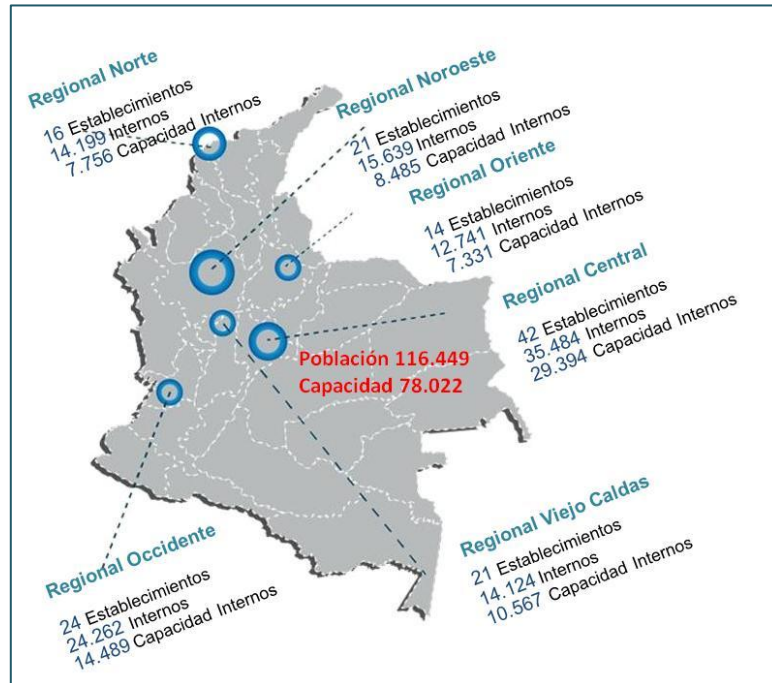 Regional Norte
16 Establecimientos
14.199 Internos
7.756 Capacidad Internos
Regional Noroeste
21 Establecimientos
15.639 Internos
8.485 Capacidad Internos
Regional Oriente
14 Establecimientos
12.741 Internos
7.331 Capacidad Internos
Regional Central
42 Establecimientos
35.484 Internos
29.394 Capacidad Internos
Población 116.449
Capacidad 78.022
Regional Viejo Caldas
21 Establecimientos
14.124 Internos
10.567 Capacidad Internos
Regional Occidente
24 Establecimientos
24.262 Internos
14.489 Capacidad Internos